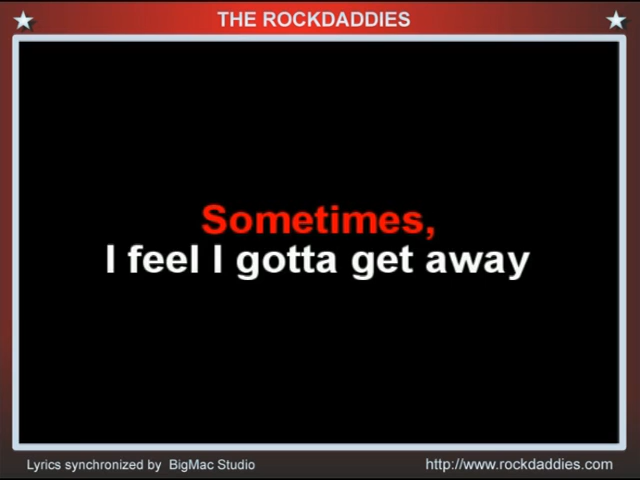 THE ROCKDADDIES
Sometimes,
I feel I gotta get away
Lyrics synchronized by BigMac Studio
http://www.rockdaddies.com